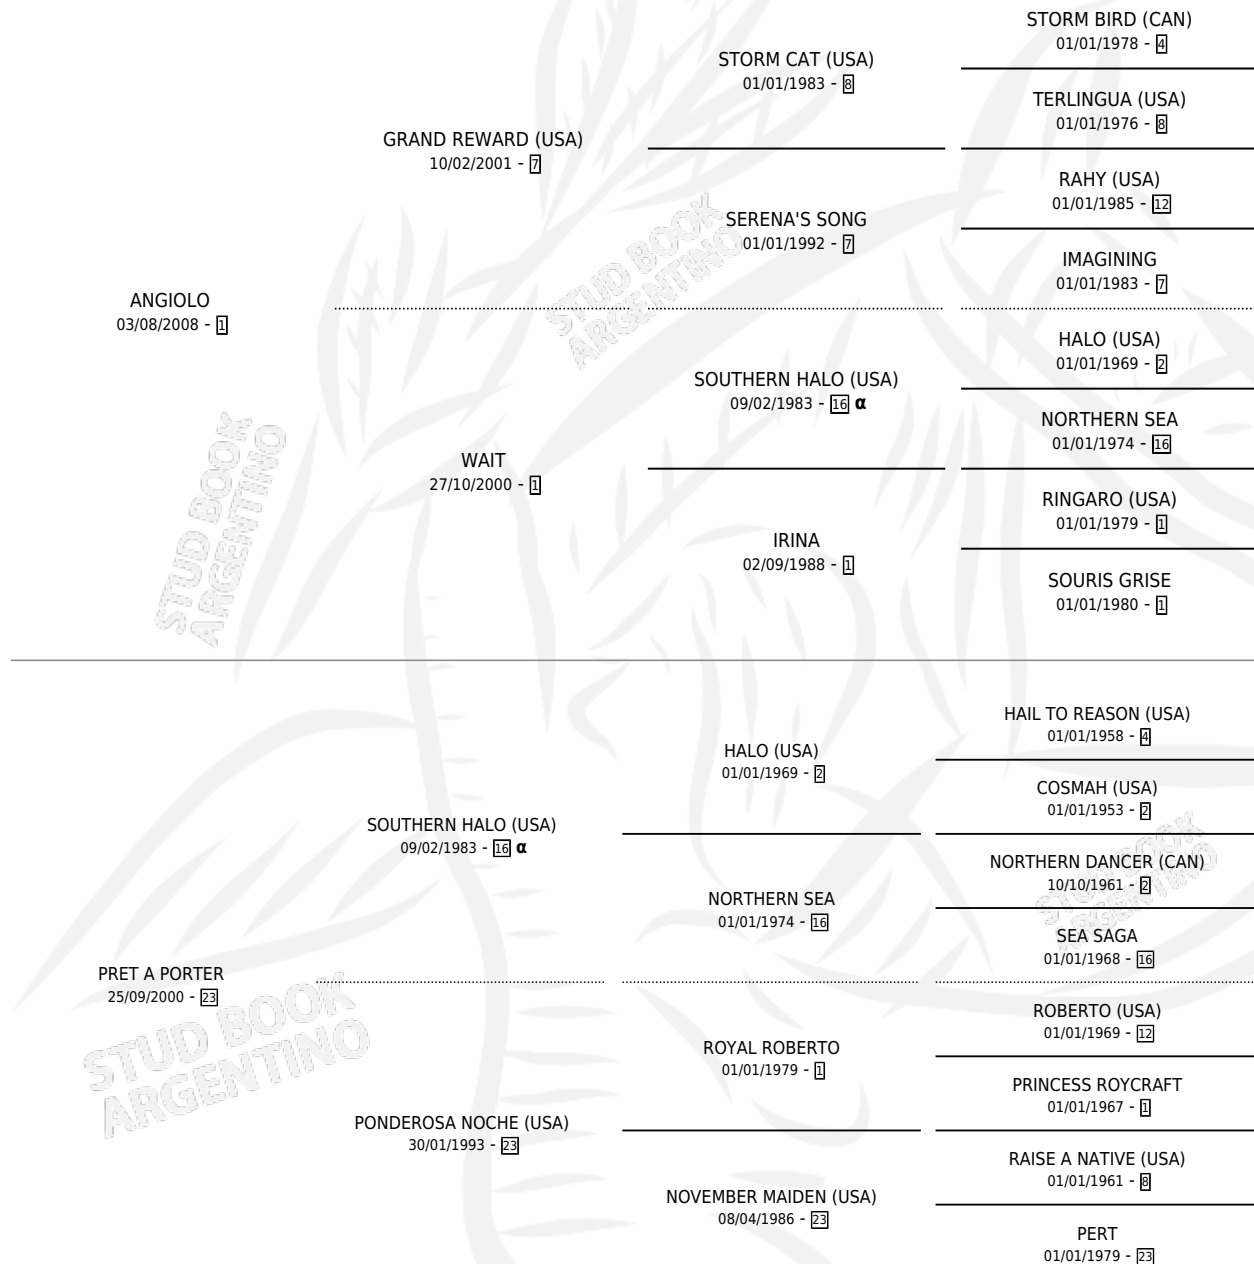 STORM BIRD (CAN)
01/01/1978 - 4
STORM CAT (USA)
01/01/1983 - 8
TERLINGUA (USA)
01/01/1976 - 8
GRAND REWARD (USA)
10/02/2001 - 7
RAHY (USA)
01/01/1985 - 12
SERENA'S SONG
01/01/1992 - 7
IMAGINING
01/01/1983 - 7
STUD BOOK
ARGENTINO
ANGIOLO
03/08/2008 - 1
HALO (USA)
01/01/1969 - 2
SOUTHERN HALO (USA)
09/02/1983 - 16 α
NORTHERN SEA
01/01/1974 - 16
WAIT
27/10/2000 - 1
RINGARO (USA)
01/01/1979 - 1
IRINA
02/09/1988 - 1
SOURIS GRISE
01/01/1980 - 1
STUD BOOK
ARGENTINO
HAIL TO REASON (USA)
01/01/1958 - 4
HALO (USA)
01/01/1969 - 2
COSMAH (USA)
01/01/1953 - 2
SOUTHERN HALO (USA)
09/02/1983 - 16 α
NORTHERN DANCER (CAN)
10/10/1961 - 2
NORTHERN SEA
01/01/1974 - 16
SEA SAGA
01/01/1968 - 16
STUD BOOK
ARGENTINO
PRET A PORTER
25/09/2000 - 23
STUD BOOK
ARGENTINO
ROBERTO (USA)
01/01/1969 - 12
ROYAL ROBERTO
01/01/1979 - 1
PRINCESS ROYCRAFT
01/01/1967 - 1
PONDEROSA NOCHE (USA)
30/01/1993 - 23
RAISE A NATIVE (USA)
01/01/1961 - 8
NOVEMBER MAIDEN (USA)
08/04/1986 - 23
PERT
01/01/1979 - 23